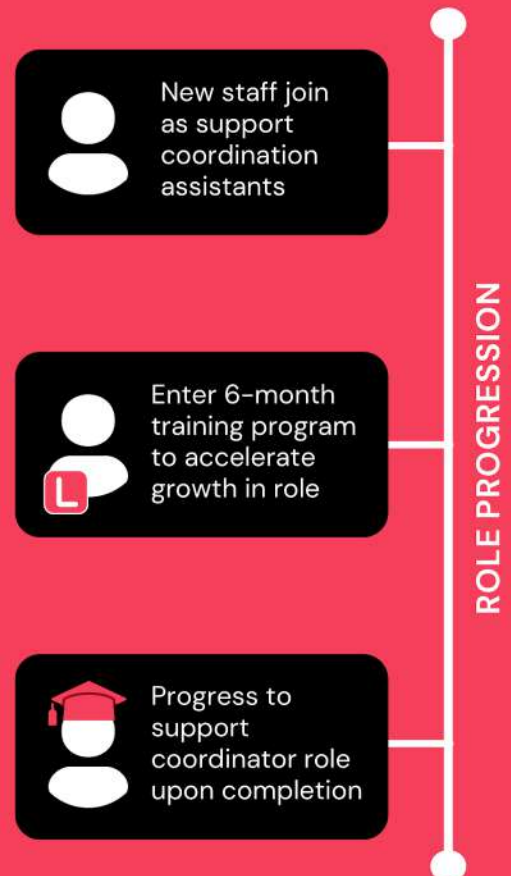 New staff join
as support
coordination
assistants
Enter 6-month
training program
to accelerate
growth in role
L
Progress to
support
coordinator role
upon completion
ROLE PROGRESSION